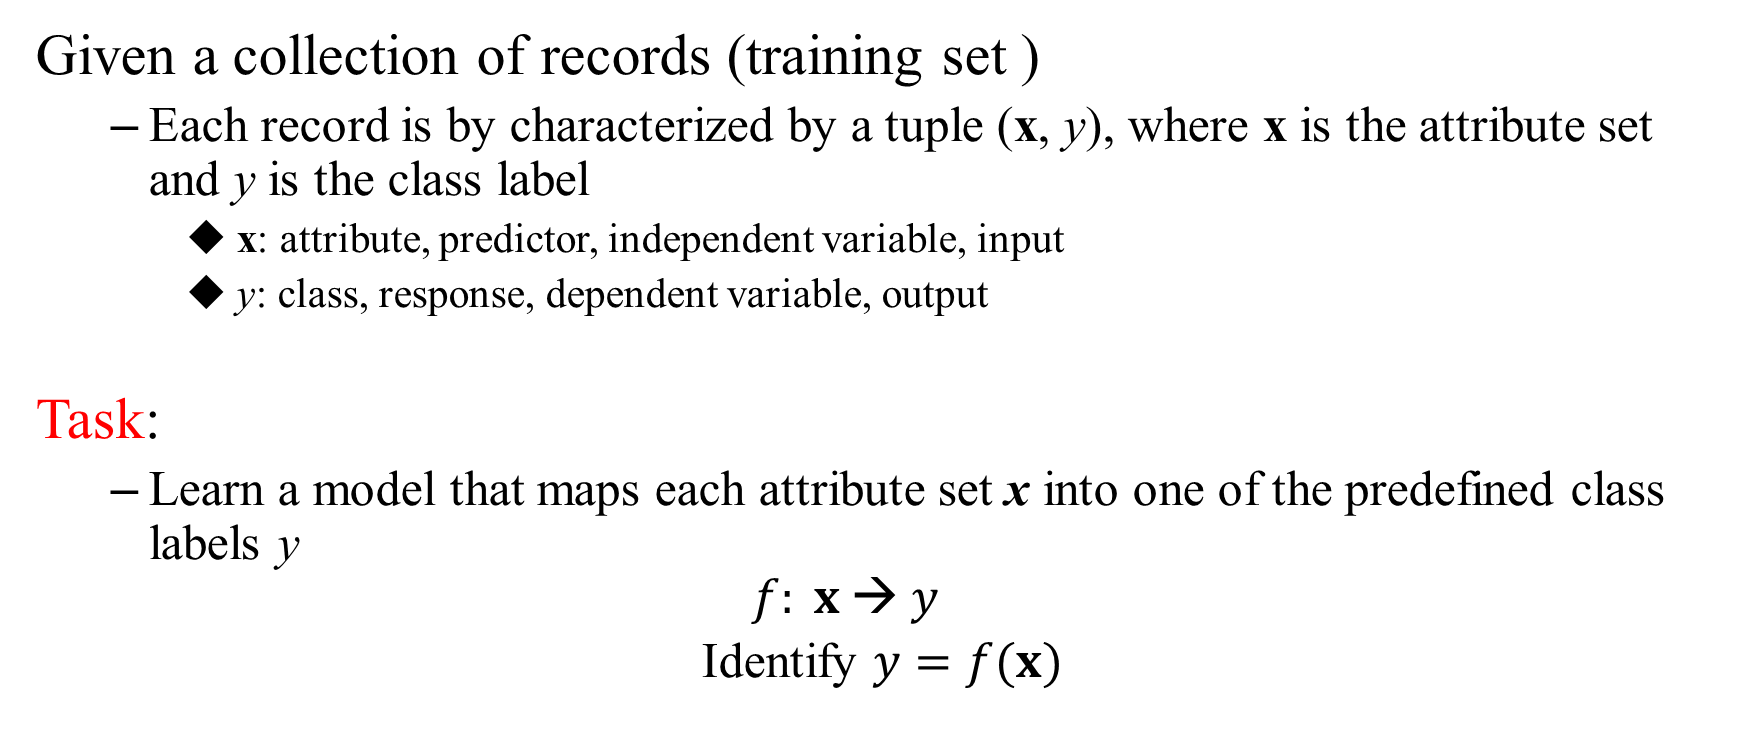 Given a collection of records (training set )
– Each record is by characterized by a tuple (x, y), where x is the attribute set
and y is the class label
◆ x: attribute, predictor, independent variable, input
◆ y: class, response, dependent variable, output
Task:
– Learn a model that maps each attribute set x into one of the predefined class
labels y
f: x → y
Identify y = f(x)